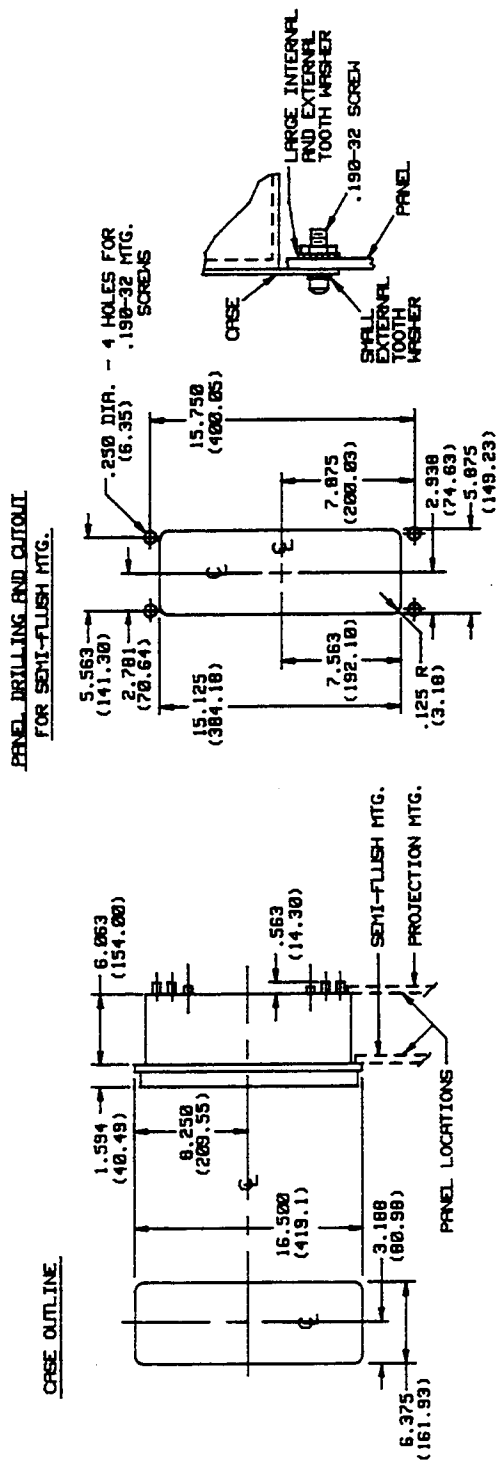 CASE OUTLINE
16.500
(419.1)
8.250
(209.55)
1.594
(40.49)
6.063
(154.00)
.563
(14.30)
3.188
(80.98)
6.375
(161.93)
CL
CL
PANEL LOCATIONS
SEMI-FLUSH MTG.
PROJECTION MTG.
PANEL DRILLING AND CUTOUT
FOR SEMI-FLUSH MTG.
5.563
(141.30)
2.781
(70.64)
15.125
(384.18)
7.563
(192.10)
.125 R
(3.18)
.250 DIA. - 4 HOLES FOR
(6.35) .190-32 MTG.
SCREWS
15.750
(400.05)
7.875
(200.03)
2.938
(74.63)
5.875
(149.23)
CL
CL
CASE
SMALL
EXTERNAL
TOOTH
WASHER
LARGE INTERNAL
AND EXTERNAL
TOOTH WASHER
.190-32 SCREW
PANEL